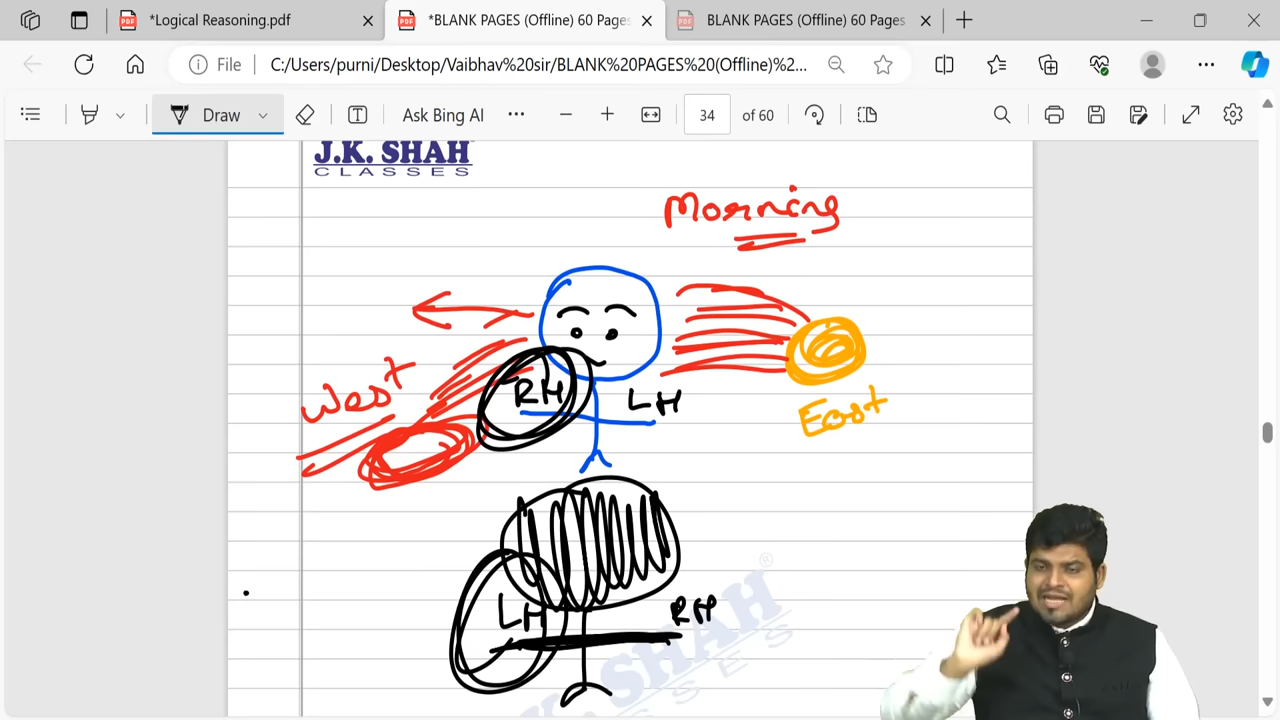 *Logical Reasoning.pdf
*BLANK PAGES (Offline) 60 Pages
BLANK PAGES (Offline) 60 Pages
File
C:/Users/purni/Desktop/Vaibhav%20sir/BLANK%20PAGES%20(Offline)%2...
Draw
Ask Bing AI
34 of 60
J.K. SHAH
CLASSES
Morning
West
RH
LH
East
LH
RH
SHAH